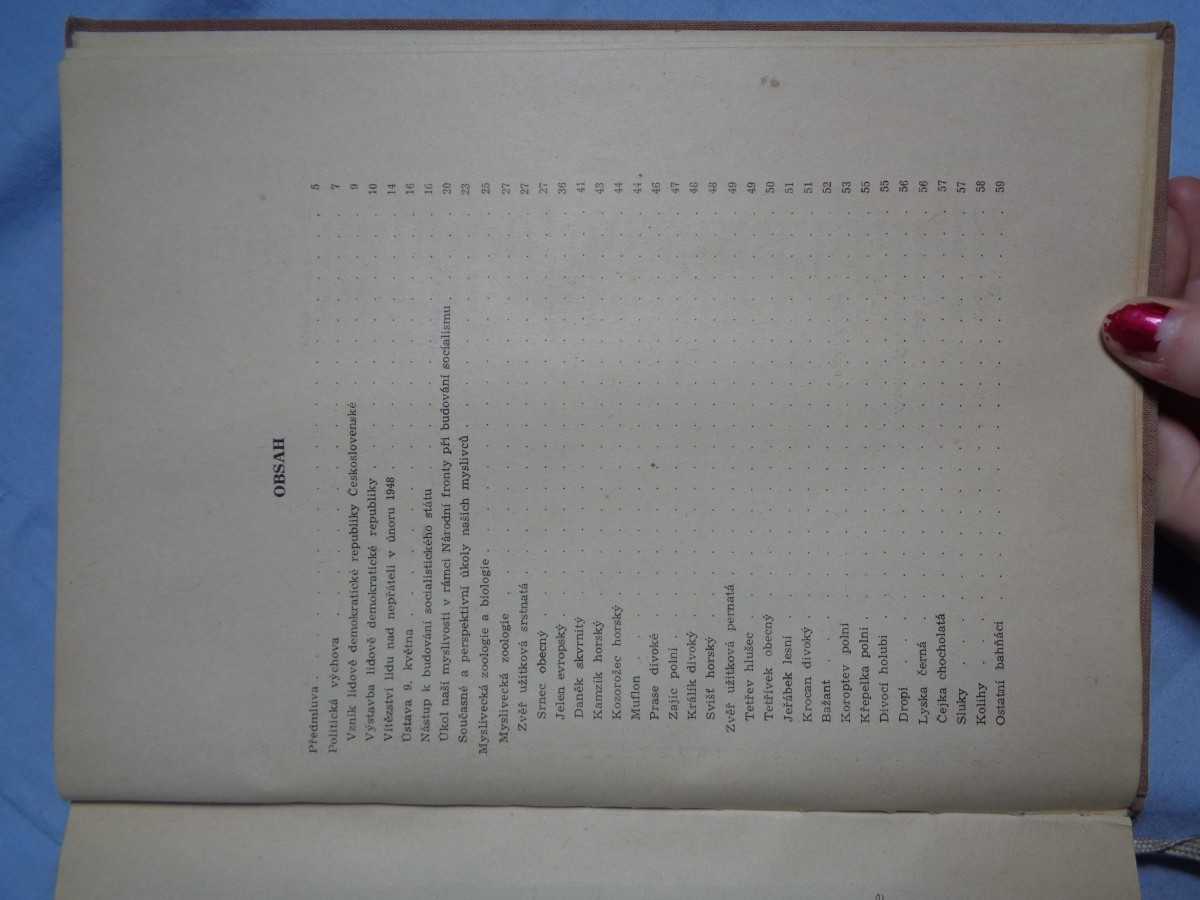 OBSAH
Předmluva . . . . . . . . . . . . 5
Politická výchova . . . . . . . . . . . . 7
Vznik lidově demokratické republiky Československé . . . . . . 9
Výstavba lidově demokratické republiky . . . . . . . 10
Vítězství lidu nad nepřáteli v únoru 1948 . . . . . . . 14
Ústava 9. května . . . . . . . . . . . 16
Nástup k budování socialistického státu . . . . . . . 16
Úkol naší myslivosti v rámci Národní fronty při budování socialismu . . . 20
Současné a perspektivní úkoly našich myslivců . . . . . . 23
Myslivecká zoologie a biologie . . . . . . . . . 25
Myslivecká zoologie . . . . . . . . . . 27
Zvěř užitková srstnatá . . . . . . . . . . 27
Srnec obecný . . . . . . . . . . . 27
Jelen evropský . . . . . . . . . . . 36
Daněk skvrnitý . . . . . . . . . . . 41
Kamzík horský . . . . . . . . . . . 43
Kozorožec horský . . . . . . . . . . 44
Muflon . . . . . . . . . . . . 44
Prase divoké . . . . . . . . . . . 46
Zajíc polní . . . . . . . . . . . 47
Králík divoký . . . . . . . . . . . 48
Svišť horský . . . . . . . . . . . 48
Zvěř užitková pernatá . . . . . . . . . . 49
Tetřev hlušec . . . . . . . . . . . 49
Tetřívek obecný . . . . . . . . . . 50
Jeřábek lesní . . . . . . . . . . . 51
Krocan divoký . . . . . . . . . . . 51
Bažant . . . . . . . . . . . . 52
Koroptev polní . . . . . . . . . . . 53
Křepelka polní . . . . . . . . . . . 55
Divocí holubi . . . . . . . . . . . 55
Dropi . . . . . . . . . . . . 56
Lyska černá . . . . . . . . . . . 56
Čejka chocholatá . . . . . . . . . . 57
Sluky . . . . . . . . . . . . 57
Kolihy . . . . . . . . . . . . 58
Ostatní bahňáci . . . . . . . . . . 59